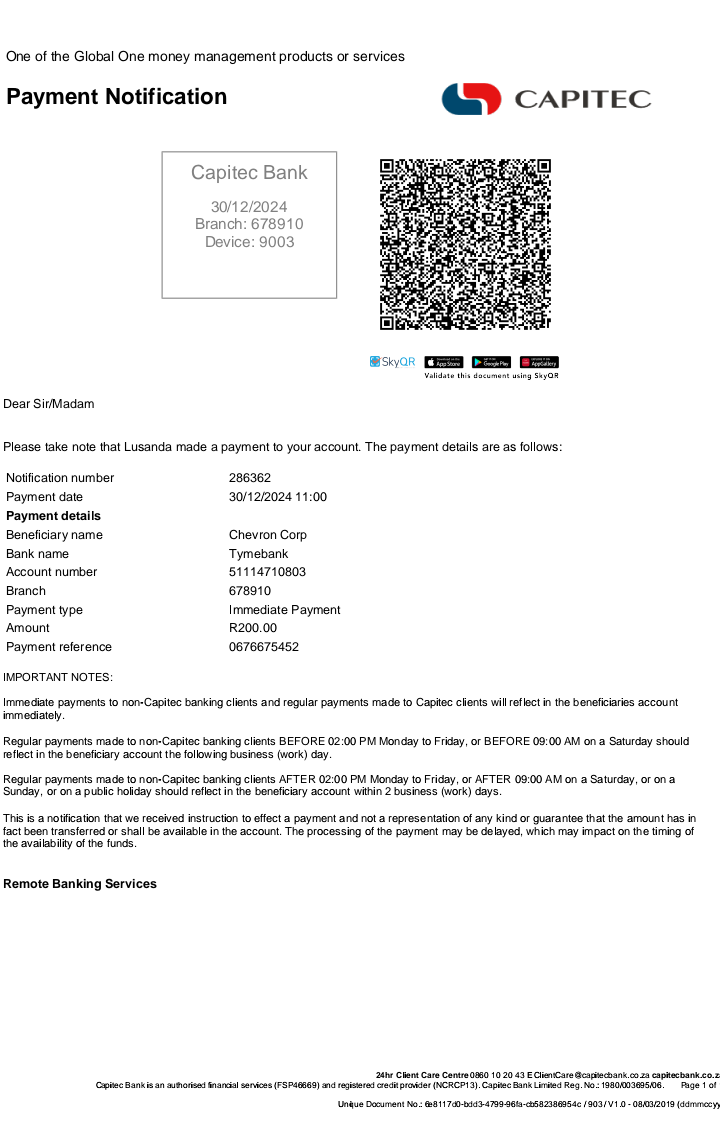 One of the Global One money management products or services
Payment Notification
CAPITEC
Capitec Bank
30/12/2024
Branch: 678910
Device: 9003
SkyQR
Download on the App Store
GET IT ON Google Play
EXPLORE IT ON AppGallery
Validate this document using SkyQR
Dear Sir/Madam
Please take note that Lusanda made a payment to your account. The payment details are as follows:
Notification number 286362
Payment date 30/12/2024 11:00
Payment details
Beneficiary name Chevron Corp
Bank name Tymebank
Account number 51114710803
Branch 678910
Payment type Immediate Payment
Amount R200.00
Payment reference 0676675452
IMPORTANT NOTES:
Immediate payments to non-Capitec banking clients and regular payments made to Capitec clients will reflect in the beneficiaries account
immediately.
Regular payments made to non-Capitec banking clients BEFORE 02:00 PM Monday to Friday, or BEFORE 09:00 AM on a Saturday should
reflect in the beneficiary account the following business (work) day.
Regular payments made to non-Capitec banking clients AFTER 02:00 PM Monday to Friday, or AFTER 09:00 AM on a Saturday, or on a
Sunday, or on a public holiday should reflect in the beneficiary account within 2 business (work) days.
This is a notification that we received instruction to effect a payment and not a representation of any kind or guarantee that the amount has in
fact been transferred or shall be available in the account. The processing of the payment may be delayed, which may impact on the timing of
the availability of the funds.
Remote Banking Services
24hr Client Care Centre 0860 10 20 43 E ClientCare@capitecbank.co.za capitecbank.co.z
Capitec Bank is an authorised financial services (FSP46669) and registered credit provider (NCRCP13). Capitec Bank Limited Reg. No.: 1980/003695/06. Page 1 of
Unique Document No.: 6e8117d0-bdd3-4799-96fa-cb582386954c / 903 / V1.0 - 08/03/2019 (ddmmccyy